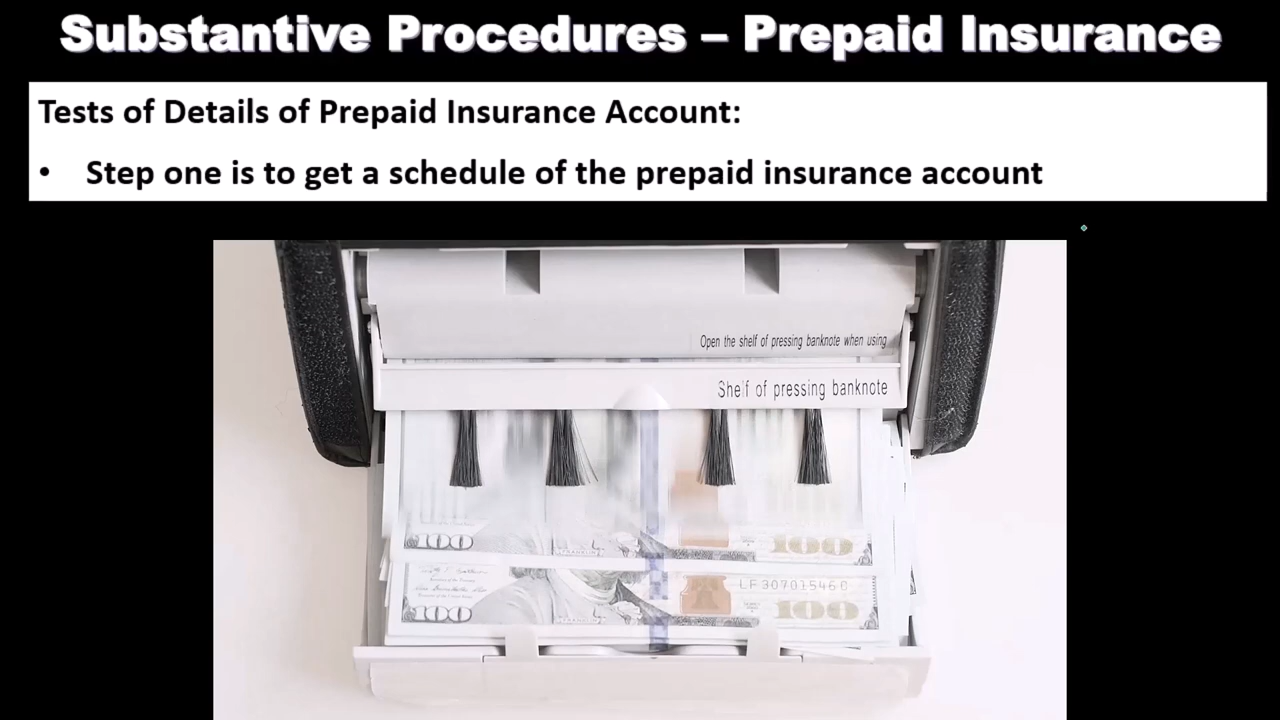 Substantive Procedures – Prepaid Insurance
Tests of Details of Prepaid Insurance Account:
• Step one is to get a schedule of the prepaid insurance account
Open the shelf of pressing banknote when using
Shelf of pressing banknote
100 100
LF30701546
100 100